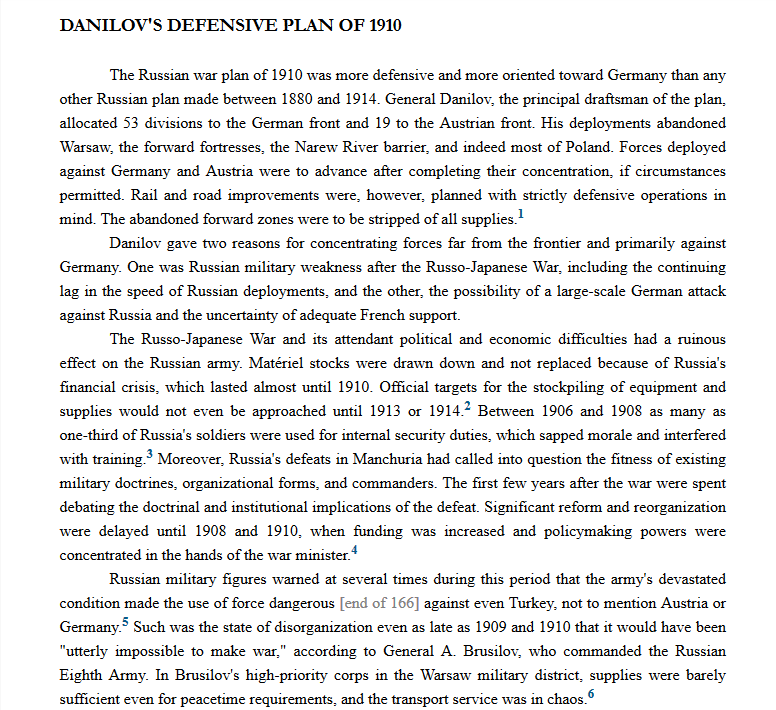 DANILOV'S DEFENSIVE PLAN OF 1910
The Russian war plan of 1910 was more defensive and more oriented toward Germany than any
other Russian plan made between 1880 and 1914. General Danilov, the principal draftsman of the plan,
allocated 53 divisions to the German front and 19 to the Austrian front. His deployments abandoned
Warsaw, the forward fortresses, the Narew River barrier, and indeed most of Poland. Forces deployed
against Germany and Austria were to advance after completing their concentration, if circumstances
permitted. Rail and road improvements were, however, planned with strictly defensive operations in
mind. The abandoned forward zones were to be stripped of all supplies.1
Danilov gave two reasons for concentrating forces far from the frontier and primarily against
Germany. One was Russian military weakness after the Russo-Japanese War, including the continuing
lag in the speed of Russian deployments, and the other, the possibility of a large-scale German attack
against Russia and the uncertainty of adequate French support.
The Russo-Japanese War and its attendant political and economic difficulties had a ruinous
effect on the Russian army. Matériel stocks were drawn down and not replaced because of Russia's
financial crisis, which lasted almost until 1910. Official targets for the stockpiling of equipment and
supplies would not even be approached until 1913 or 1914.2 Between 1906 and 1908 as many as
one-third of Russia's soldiers were used for internal security duties, which sapped morale and interfered
with training.3 Moreover, Russia's defeats in Manchuria had called into question the fitness of existing
military doctrines, organizational forms, and commanders. The first few years after the war were spent
debating the doctrinal and institutional implications of the defeat. Significant reform and reorganization
were delayed until 1908 and 1910, when funding was increased and policymaking powers were
concentrated in the hands of the war minister.4
Russian military figures warned at several times during this period that the army's devastated
condition made the use of force dangerous [end of 166] against even Turkey, not to mention Austria or
Germany.5 Such was the state of disorganization even as late as 1909 and 1910 that it would have been
"utterly impossible to make war," according to General A. Brusilov, who commanded the Russian
Eighth Army. In Brusilov's high-priority corps in the Warsaw military district, supplies were barely
sufficient even for peacetime requirements, and the transport service was in chaos.6